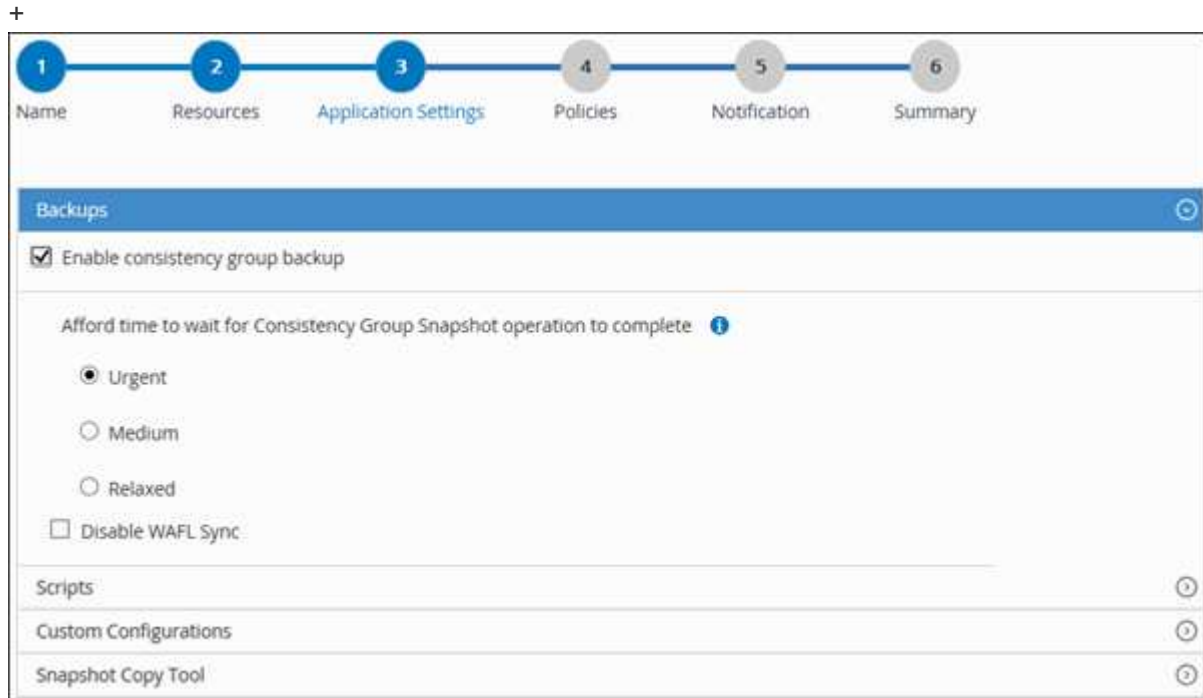 +
1 2 3 4 5 6
Name Resources Application Settings Policies Notification Summary
Backups
Enable consistency group backup
Afford time to wait for Consistency Group Snapshot operation to complete
Urgent
Medium
Relaxed
Disable WAFL Sync
Scripts
Custom Configurations
Snapshot Copy Tool